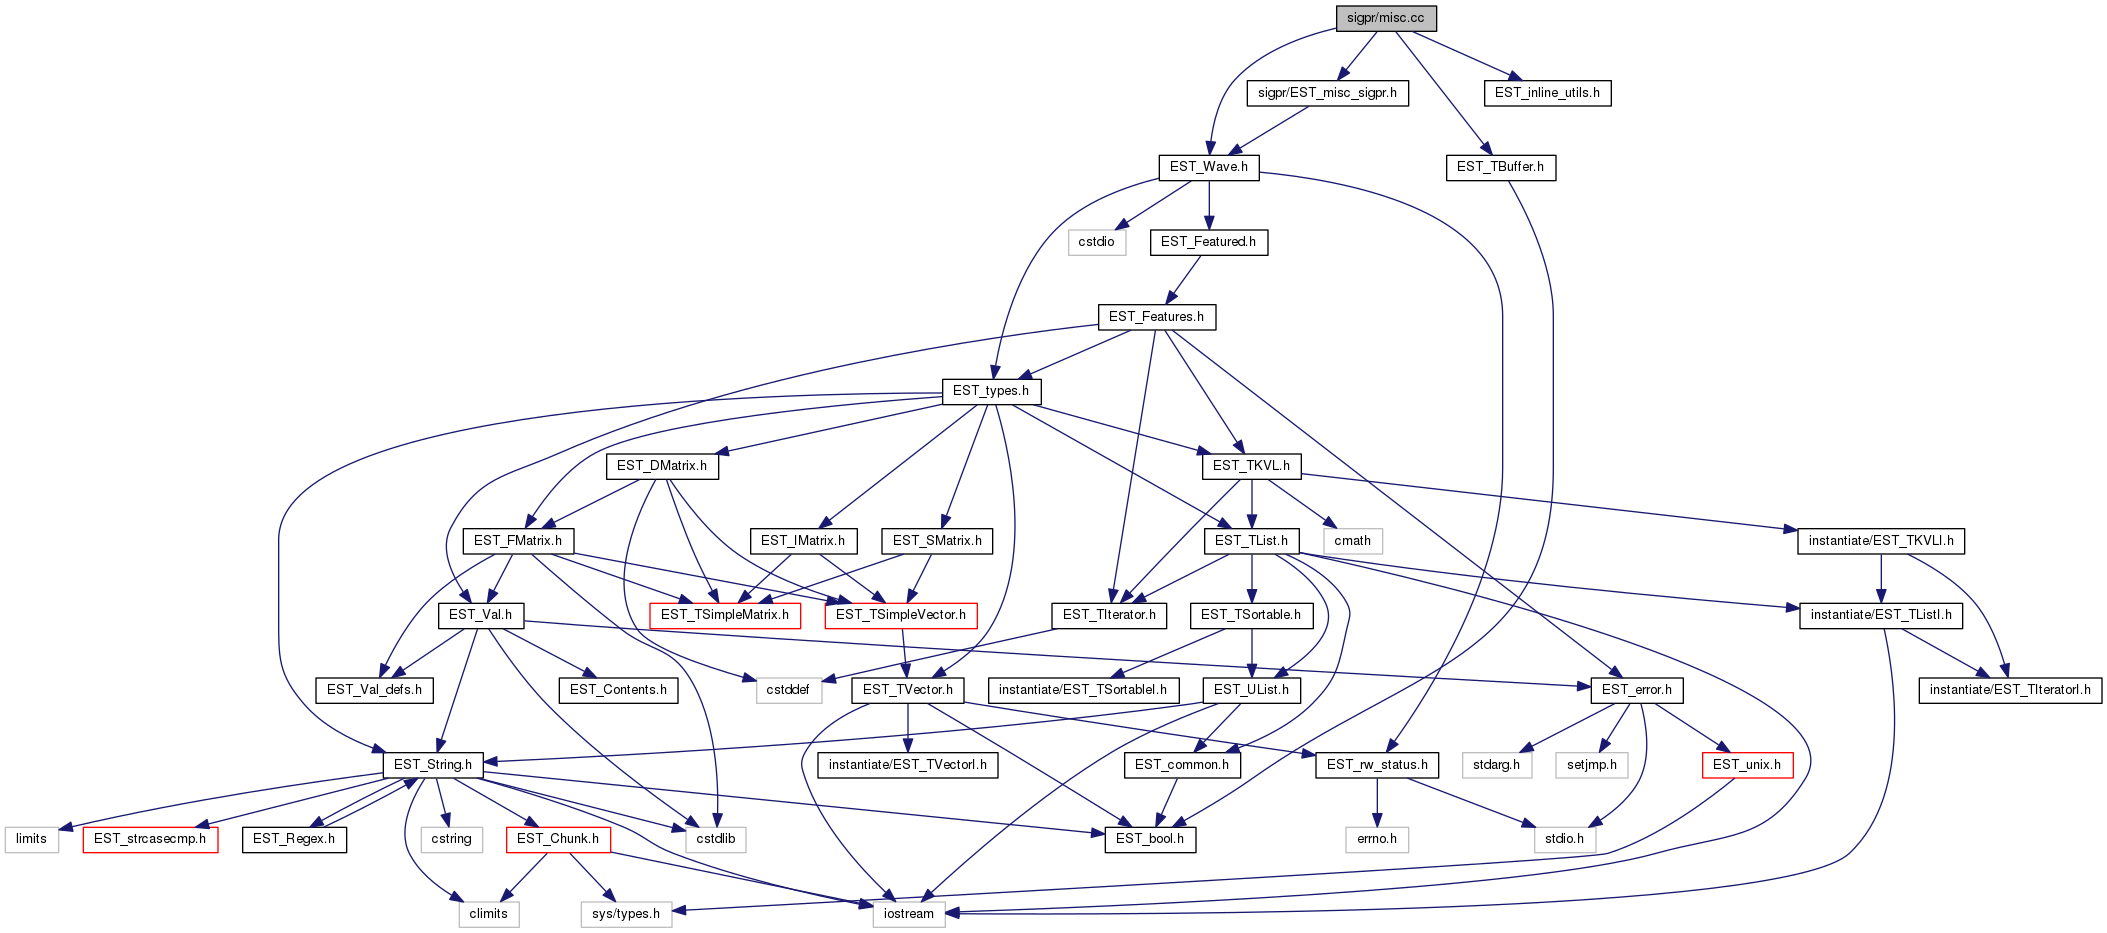 sigpr/misc.cc
sigpr/EST_misc_sigpr.h
EST_inline_utils.h
EST_Wave.h
EST_TBuffer.h
cstdio
EST_Featured.h
EST_Features.h
EST_types.h
EST_DMatrix.h
EST_TKVL.h
EST_FMatrix.h
EST_IMatrix.h
EST_SMatrix.h
EST_TList.h
cmath
instantiate/EST_TKVLI.h
EST_Val.h
EST_TSimpleMatrix.h
EST_TSimpleVector.h
EST_TIterator.h
EST_TSortable.h
instantiate/EST_TListI.h
EST_Val_defs.h
EST_Contents.h
cstddef
EST_TVector.h
instantiate/EST_TSortableI.h
EST_UList.h
EST_error.h
instantiate/EST_TIteratorI.h
EST_String.h
instantiate/EST_TVectorI.h
EST_common.h
EST_rw_status.h
stdarg.h
setjmp.h
EST_unix.h
limits
EST_strcasecmp.h
EST_Regex.h
cstring
EST_Chunk.h
cstdlib
EST_bool.h
errno.h
stdio.h
climits
sys/types.h
iostream